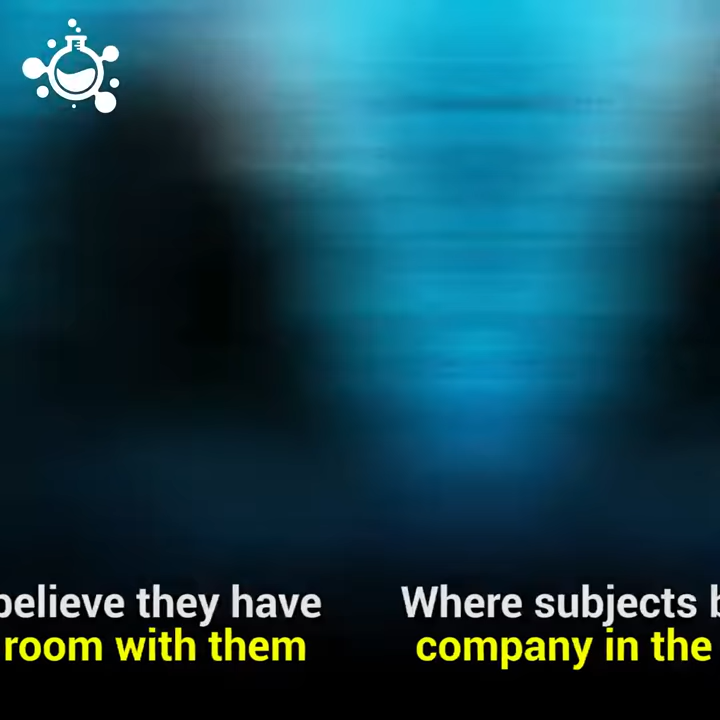 believe they have
room with them
Where subjects b
company in the